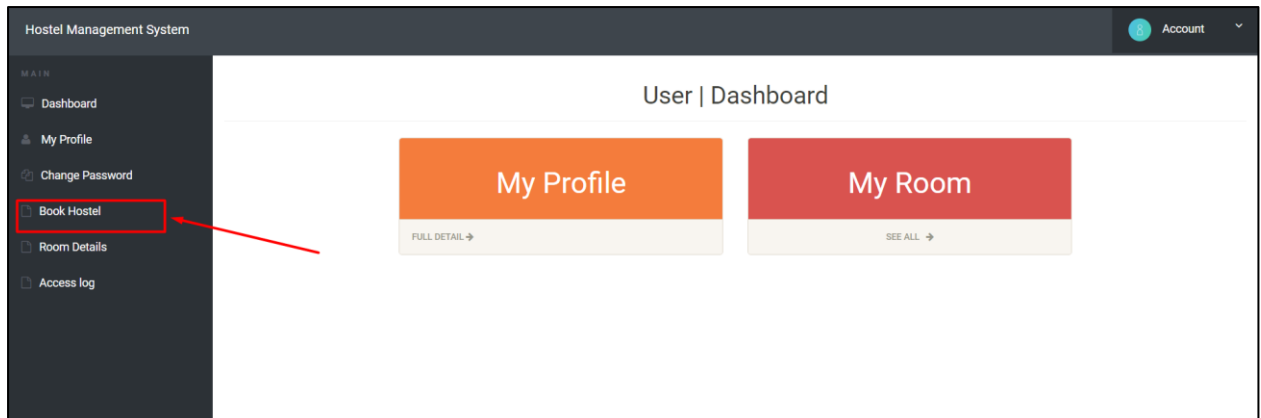 Hostel Management System
Account
MAIN
Dashboard
My Profile
Change Password
Book Hostel
Room Details
Access log
User | Dashboard
My Profile
FULL DETAIL
My Room
SEE ALL